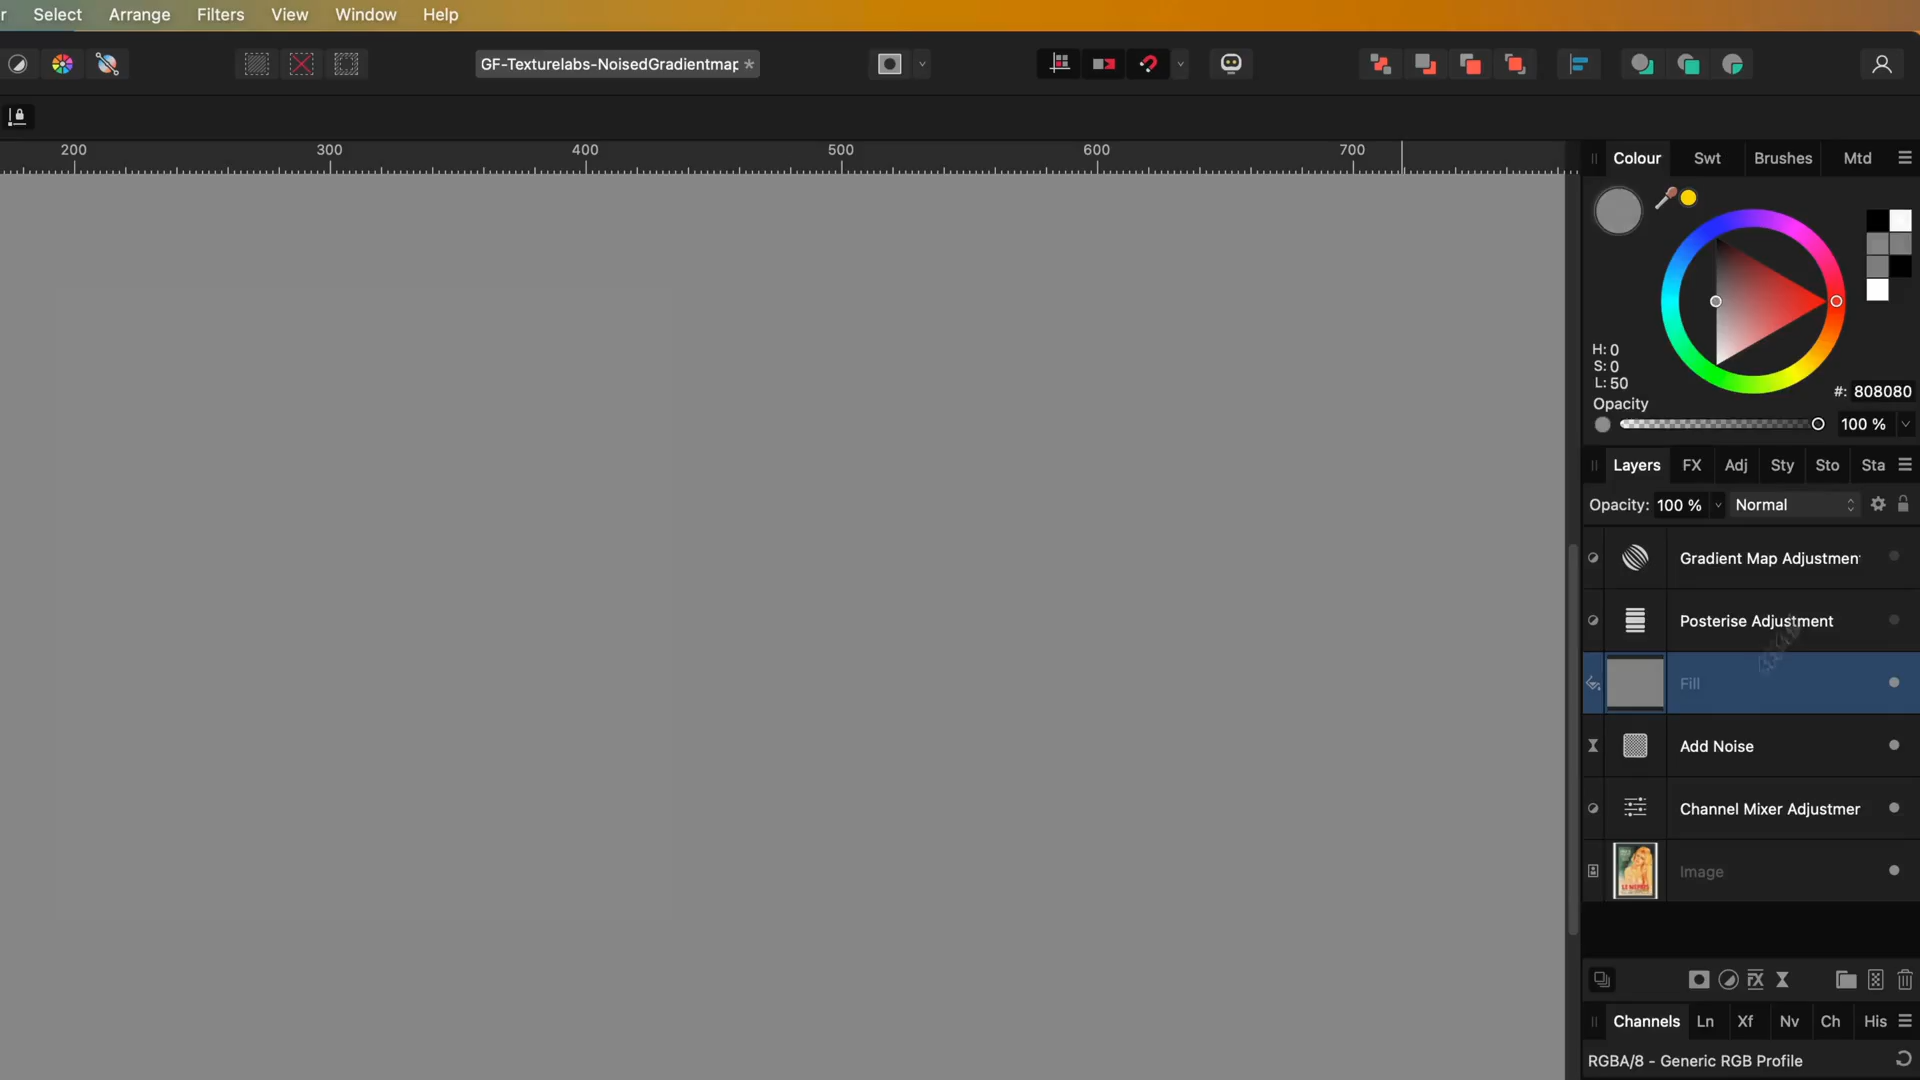 r Select Arrange Filters View Window Help
GF-Texturelabs-NoisedGradientmap *
200 300 400 500 600 700
Colour Swt Brushes Mtd
H: 0
S: 0
L: 50
#: 808080
Opacity
100 %
Layers FX Adj Sty Sto Sta
Opacity: 100 % Normal
Gradient Map Adjustmen
Posterise Adjustment
Fill
Add Noise
Channel Mixer Adjustmer
Image
FX
Channels Ln Xf Nv Ch His
RGBA/8 - Generic RGB Profile